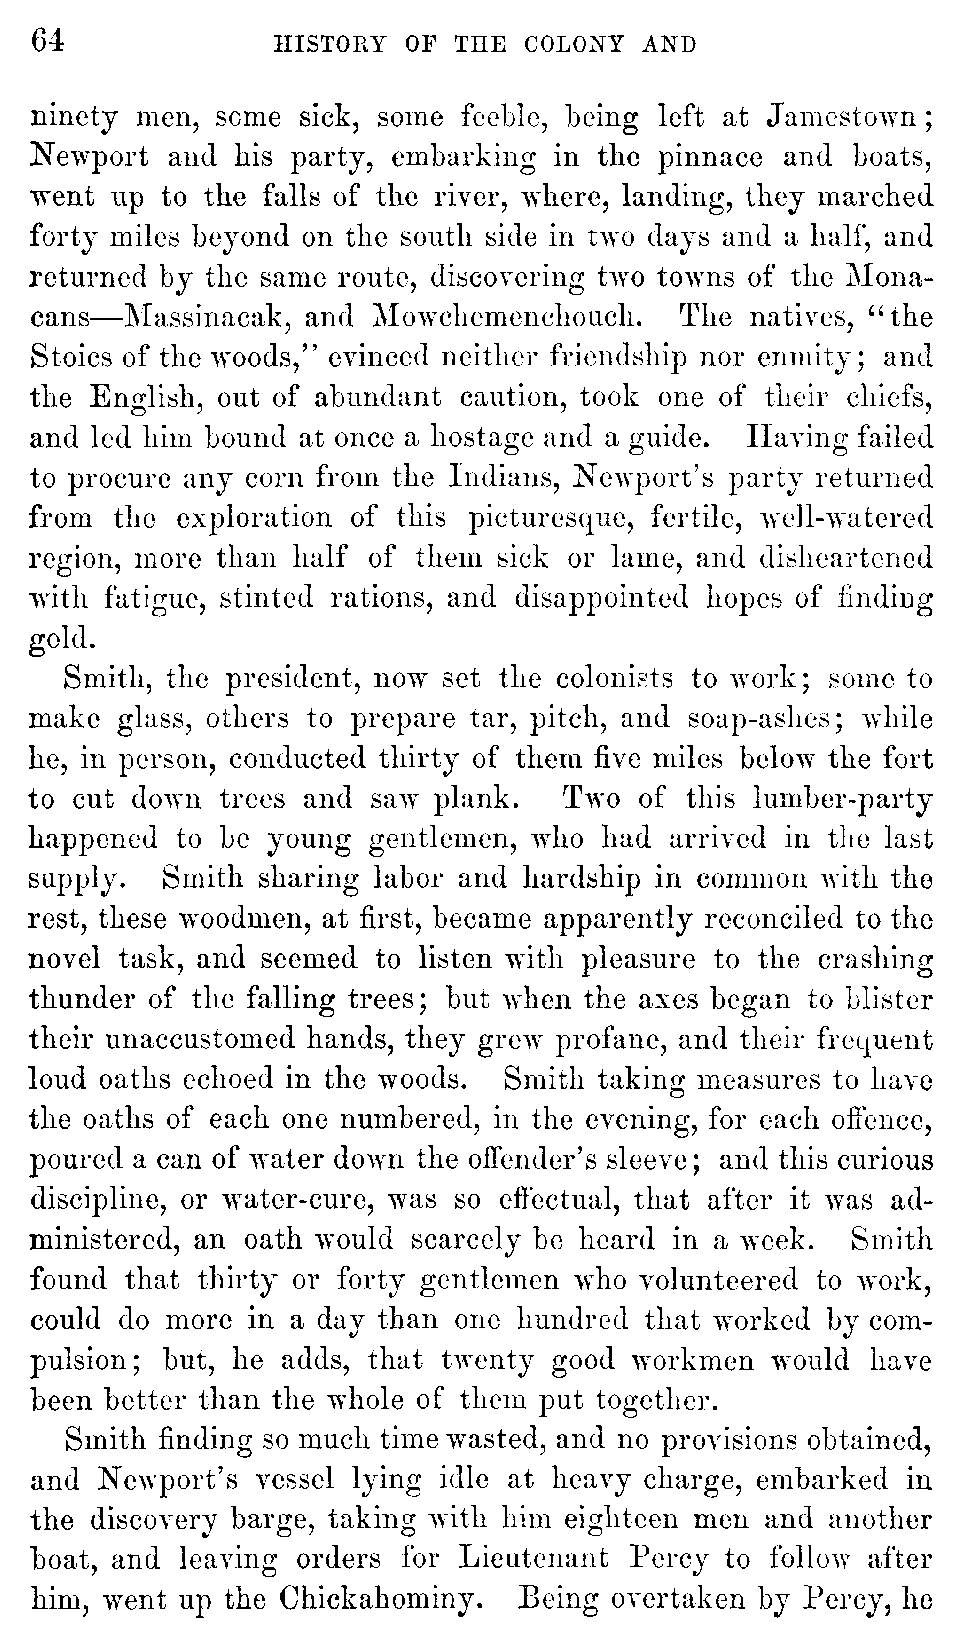 64 HISTORY OF THE COLONY AND
ninety men, some sick, some feeble, being left at Jamestown;
Newport and his party, embarking in the pinnace and boats,
went up to the falls of the river, where, landing, they marched
forty miles beyond on the south side in two days and a half, and
returned by the same route, discovering two towns of the Mona-
cans—Massinacak, and Mowchemenchouch. The natives, "the
Stoics of the woods," evinced neither friendship nor enmity; and
the English, out of abundant caution, took one of their chiefs,
and led him bound at once a hostage and a guide. Having failed
to procure any corn from the Indians, Newport's party returned
from the exploration of this picturesque, fertile, well-watered
region, more than half of them sick or lame, and disheartened
with fatigue, stinted rations, and disappointed hopes of finding
gold.
Smith, the president, now set the colonists to work; some to
make glass, others to prepare tar, pitch, and soap-ashes; while
he, in person, conducted thirty of them five miles below the fort
to cut down trees and saw plank. Two of this lumber-party
happened to be young gentlemen, who had arrived in the last
supply. Smith sharing labor and hardship in common with the
rest, these woodmen, at first, became apparently reconciled to the
novel task, and seemed to listen with pleasure to the crashing
thunder of the falling trees; but when the axes began to blister
their unaccustomed hands, they grew profane, and their frequent
loud oaths echoed in the woods. Smith taking measures to have
the oaths of each one numbered, in the evening, for each offence,
poured a can of water down the offender's sleeve; and this curious
discipline, or water-cure, was so effectual, that after it was ad-
ministered, an oath would scarcely be heard in a week. Smith
found that thirty or forty gentlemen who volunteered to work,
could do more in a day than one hundred that worked by com-
pulsion; but, he adds, that twenty good workmen would have
been better than the whole of them put together.
Smith finding so much time wasted, and no provisions obtained,
and Newport's vessel lying idle at heavy charge, embarked in
the discovery barge, taking with him eighteen men and another
boat, and leaving orders for Lieutenant Percy to follow after
him, went up the Chickahominy. Being overtaken by Percy, he